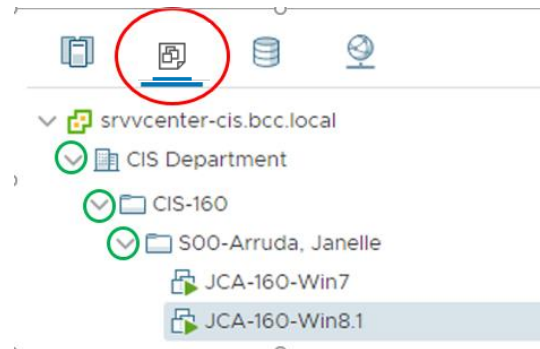 srvvcenter-cis.bcc.local
CIS Department
CIS-160
S00-Arruda, Janelle
JCA-160-Win7
JCA-160-Win8.1